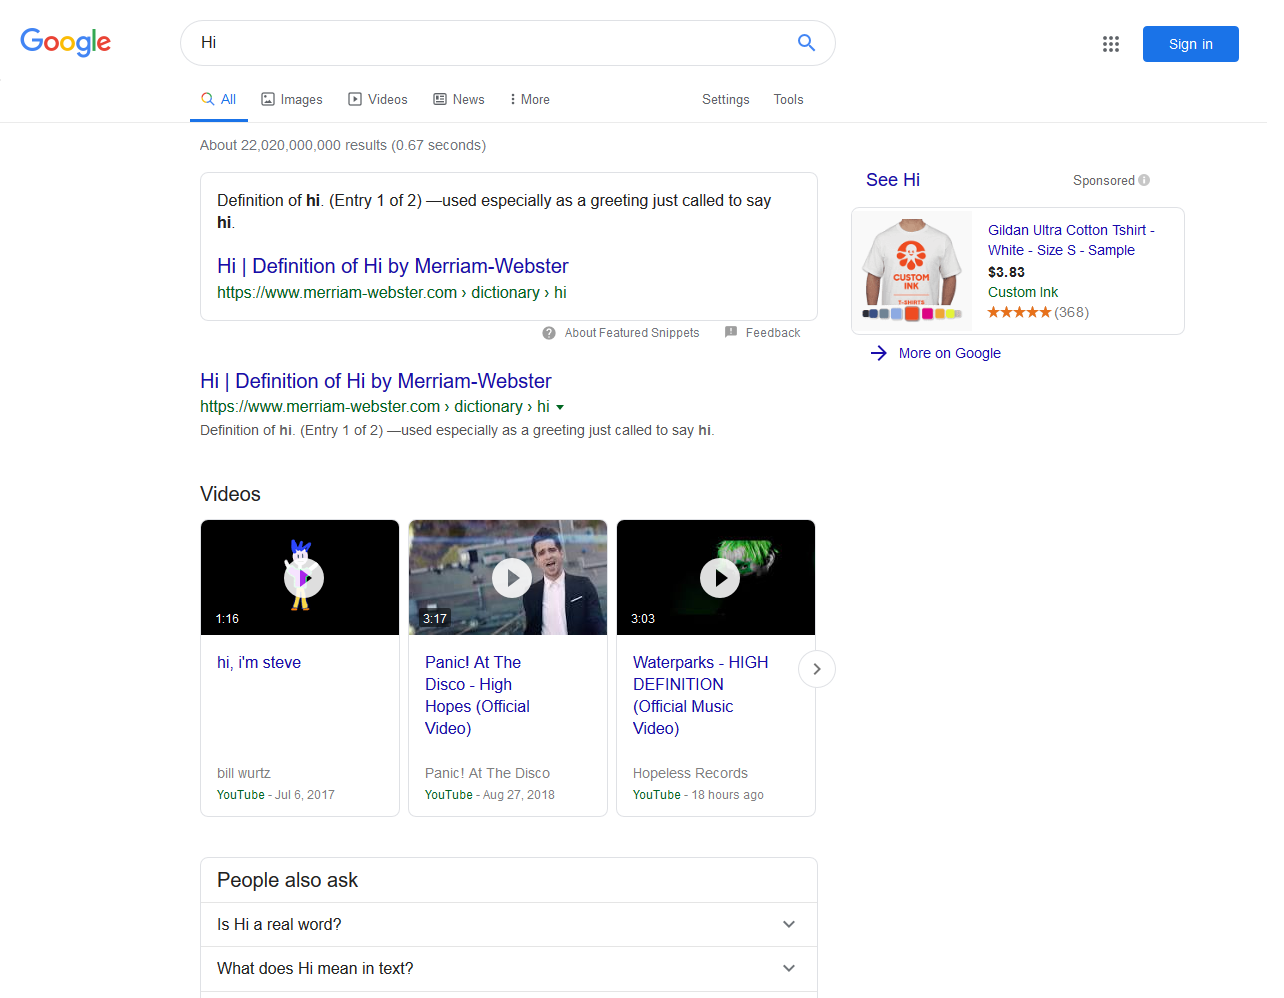 Google
Hi
Sign in
All Images Videos News More Settings Tools
About 22,020,000,000 results (0.67 seconds)
Definition of hi. (Entry 1 of 2) —used especially as a greeting just called to say
hi.
Hi | Definition of Hi by Merriam-Webster
https://www.merriam-webster.com › dictionary › hi
About Featured Snippets Feedback
Hi | Definition of Hi by Merriam-Webster
https://www.merriam-webster.com › dictionary › hi
Definition of hi. (Entry 1 of 2) —used especially as a greeting just called to say hi.
Videos
1:16
hi, i'm steve
bill wurtz
YouTube - Jul 6, 2017
3:17
Panic! At The
Disco - High
Hopes (Official
Video)
Panic! At The Disco
YouTube - Aug 27, 2018
3:03
Waterparks - HIGH
DEFINITION
(Official Music
Video)
Hopeless Records
YouTube - 18 hours ago
People also ask
Is Hi a real word?
What does Hi mean in text?
See Hi
Sponsored
CUSTOM
INK
T-SHIRTS
Gildan Ultra Cotton Tshirt -
White - Size S - Sample
$3.83
Custom Ink
(368)
More on Google